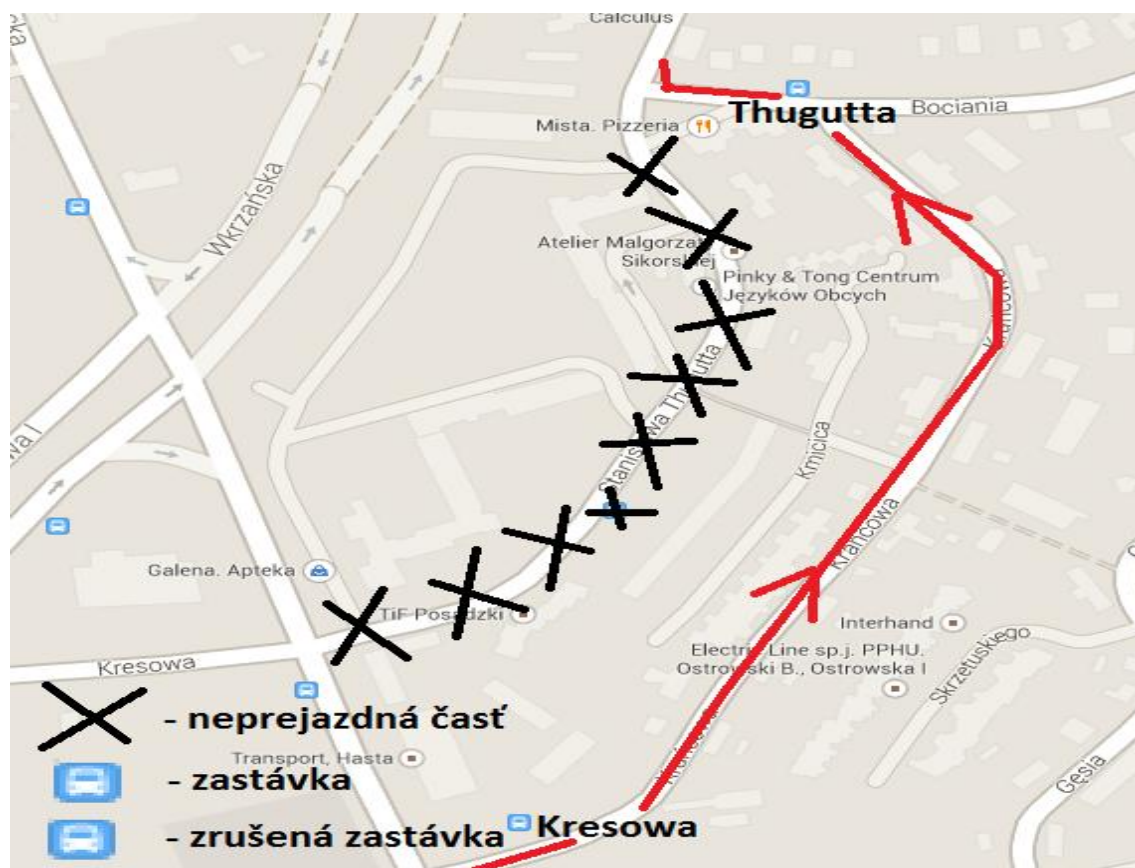 Calculus
Thugutta
Bociania
Mista. Pizzeria
Wkrzańska
Atelier Malgorzaty
Sikorskiej
Pinky & Tong Centrum
Języków Obcych
Krańcowa
Stanisława Thugutta
Kmicica
Krańcowa
Galena. Apteka
TiF Posadzki
Interhand
Kresowa
Electric Line sp.j. PPHU.
Ostrowski B., Ostrowska I
Skrzetuskiego
- neprejazdná časť
Transport, Hasta
Krańcowa
Gęsia
- zastávka
- zrušená zastávka
Kresowa